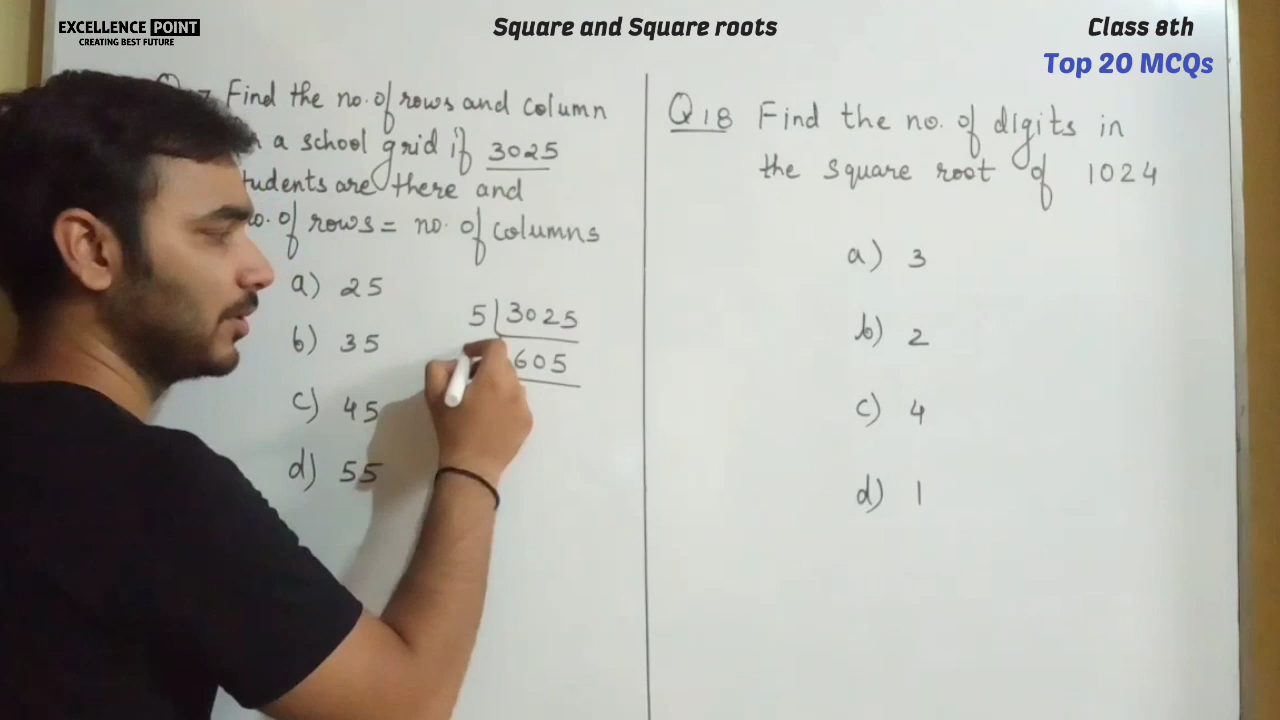 EXCELLENCE POINT
CREATING BEST FUTURE
Square and Square roots
Class 8th
Top 20 MCQs
Find the no. of rows and column
a school grid if 3025
tudents are there and
no. of rows = no. of columns
a) 25
b) 35
c) 45
d) 55
5 3025
605
Q18 Find the no. of digits in
the square root of 1024
a) 3
b) 2
c) 4
d) 1